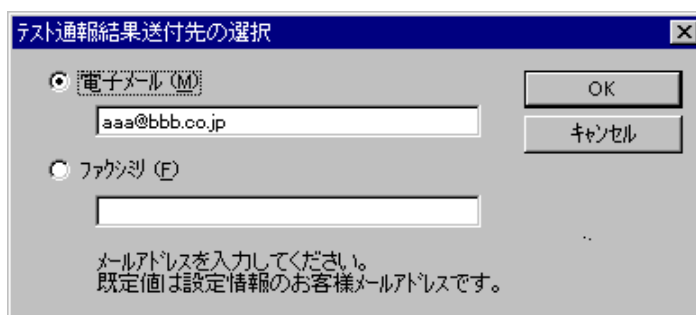 テスト通報結果送付先の選択
電子メール(M)
OK
aaa@bbb.co.jp
キャンセル
ファクシミリ(F)
メールアドレスを入力してください。
既定値は設定情報のお客様メールアドレスです。